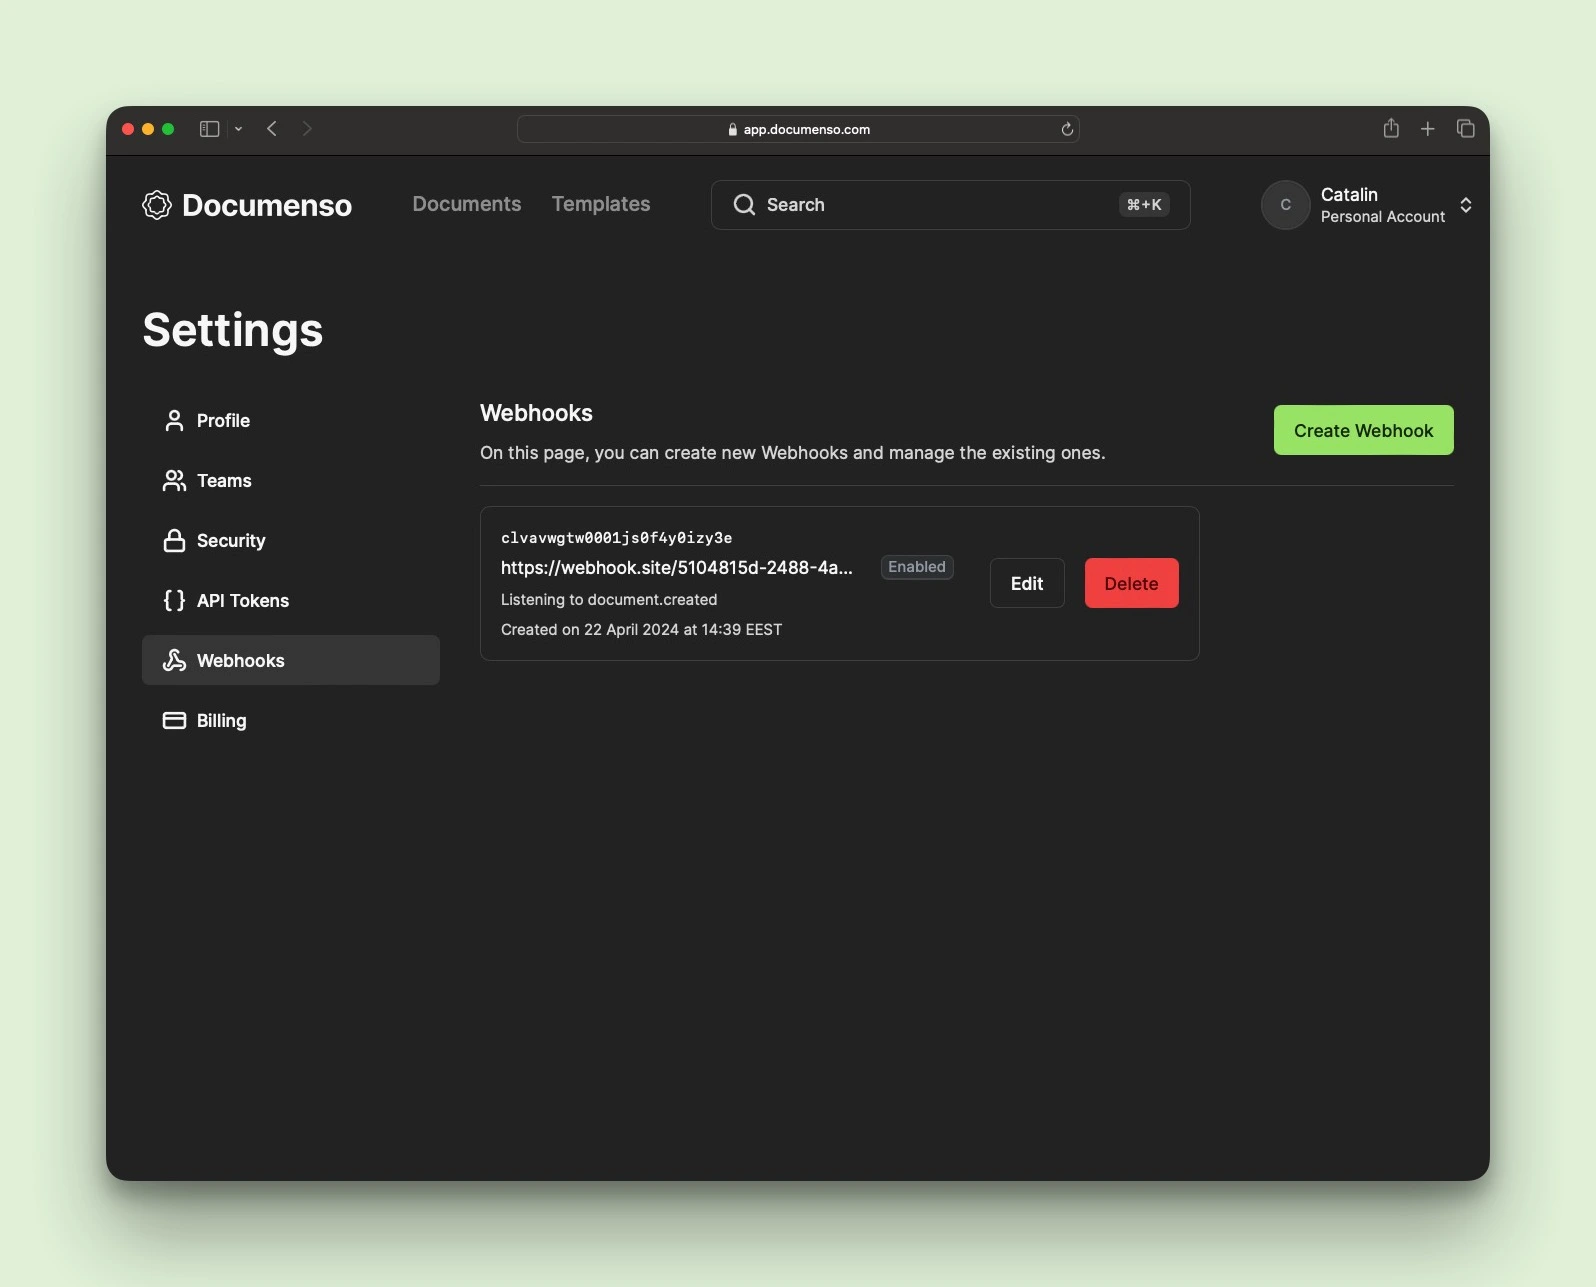 app.documenso.com
Documenso
Documents
Templates
Search
⌘+K
C
Catalin
Personal Account
Settings
Profile
Teams
Security
API Tokens
Webhooks
Billing
Webhooks
On this page, you can create new Webhooks and manage the existing ones.
Create Webhook
clvavwgtw0001js0f4y0izy3e
https://webhook.site/5104815d-2488-4a...
Enabled
Listening to document.created
Created on 22 April 2024 at 14:39 EEST
Edit
Delete